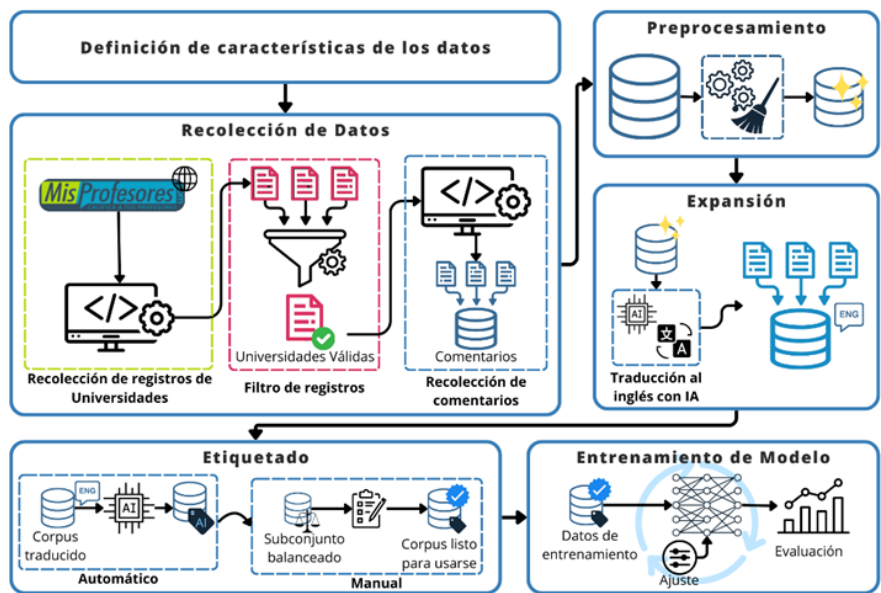 Definición de características de los datos
Preprocesamiento
Recolección de Datos
MisProfesores
Universidades Válidas
Comentarios
Recolección de registros de
Universidades
Filtro de registros
Recolección de
comentarios
Expansión
AI
文
A
ENG
Traducción al
inglés con IA
Etiquetado
ENG
AI
AI
Corpus
traducido
Automático
Subconjunto
balanceado
Corpus listo
para usarse
Manual
Entrenamiento de Modelo
Datos de
entrenamiento
Ajuste
Evaluación